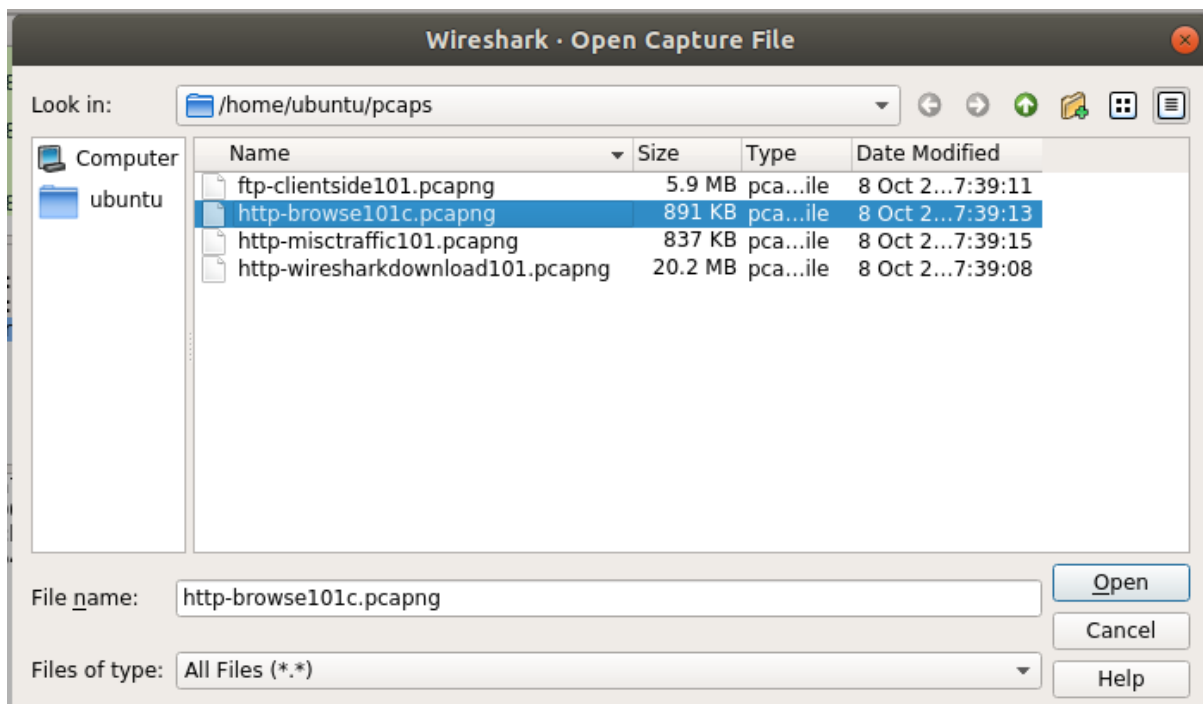 Wireshark · Open Capture File
Look in: /home/ubuntu/pcaps
Computer
ubuntu
Name Size Type Date Modified
ftp-clientside101.pcapng 5.9 MB pca...ile 8 Oct 2...7:39:11
http-browse101c.pcapng 891 KB pca...ile 8 Oct 2...7:39:13
http-misctraffic101.pcapng 837 KB pca...ile 8 Oct 2...7:39:15
http-wiresharkdownload101.pcapng 20.2 MB pca...ile 8 Oct 2...7:39:08
File name: http-browse101c.pcapng Open
Cancel
Files of type: All Files (*.*) Help